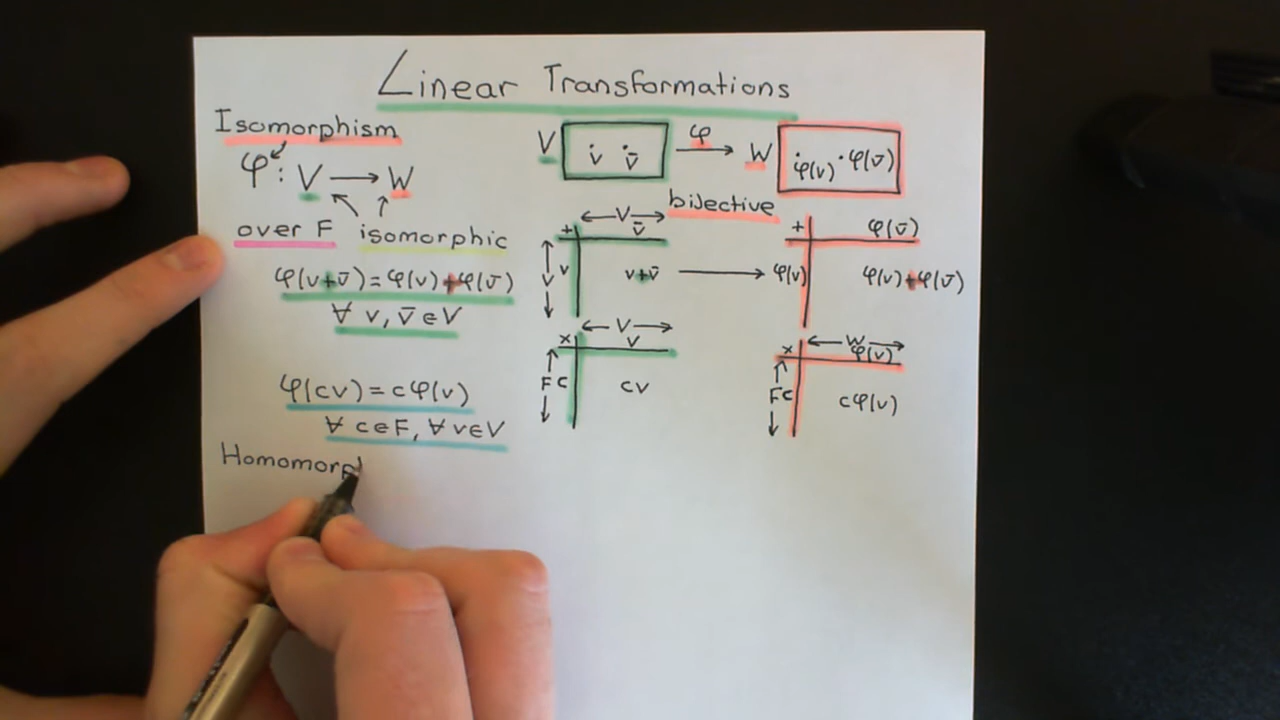 Linear Transformations
Isomorphism
φ: V → W
over F isomorphic
φ(v+v̄)=φ(v)+φ(v̄)
∀ v, v̄ ∈ V
φ(cv)=cφ(v)
∀ c∈F, ∀ v∈V
Homomorp
V v v̄ φ → W φ(v) φ(v̄)
bijective
← V →
+ v̄
V v v+v̄ →
+ φ(v̄)
φ(v) φ(v)+φ(v̄)
← V →
x v
F c cv
← W →
x φ(v)
F c cφ(v)